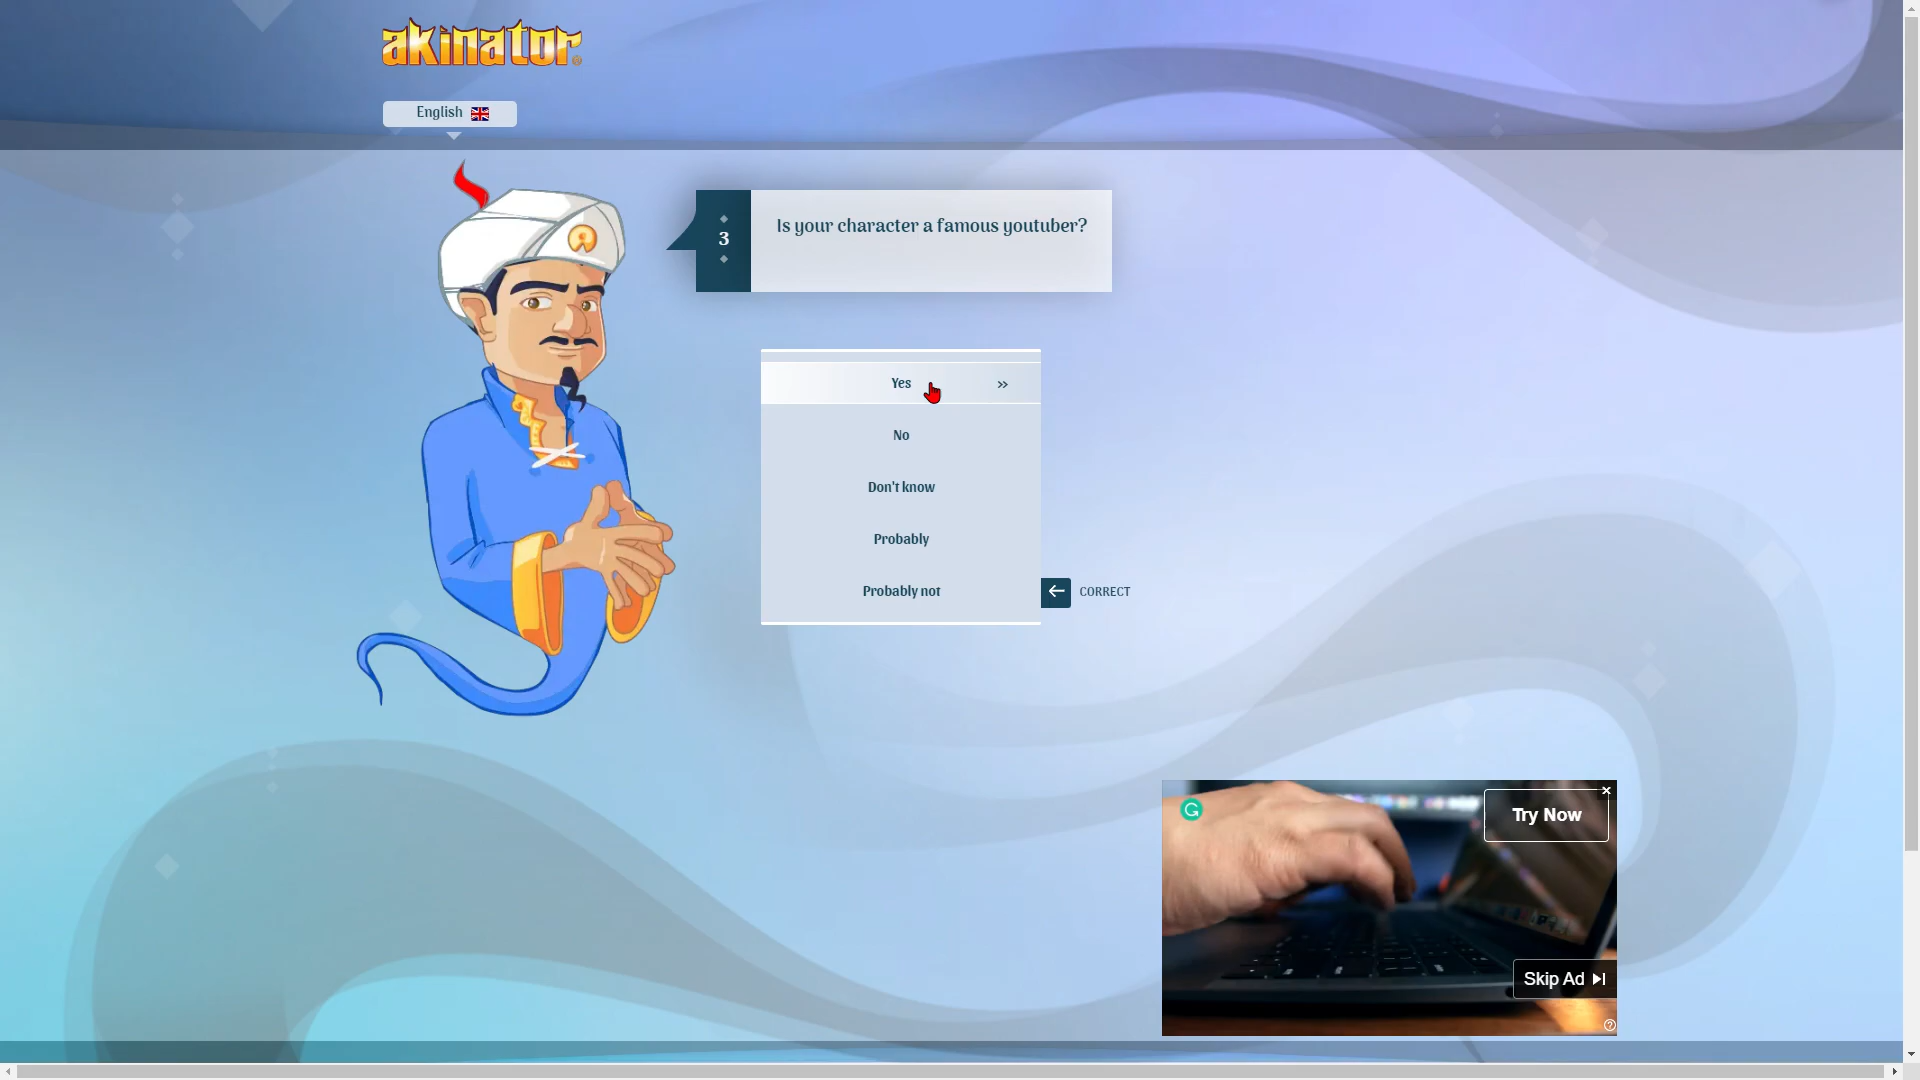 akinator
English
3
Is your character a famous youtuber?
Yes
No
Don't know
Probably
Probably not
CORRECT
Try Now
Skip Ad